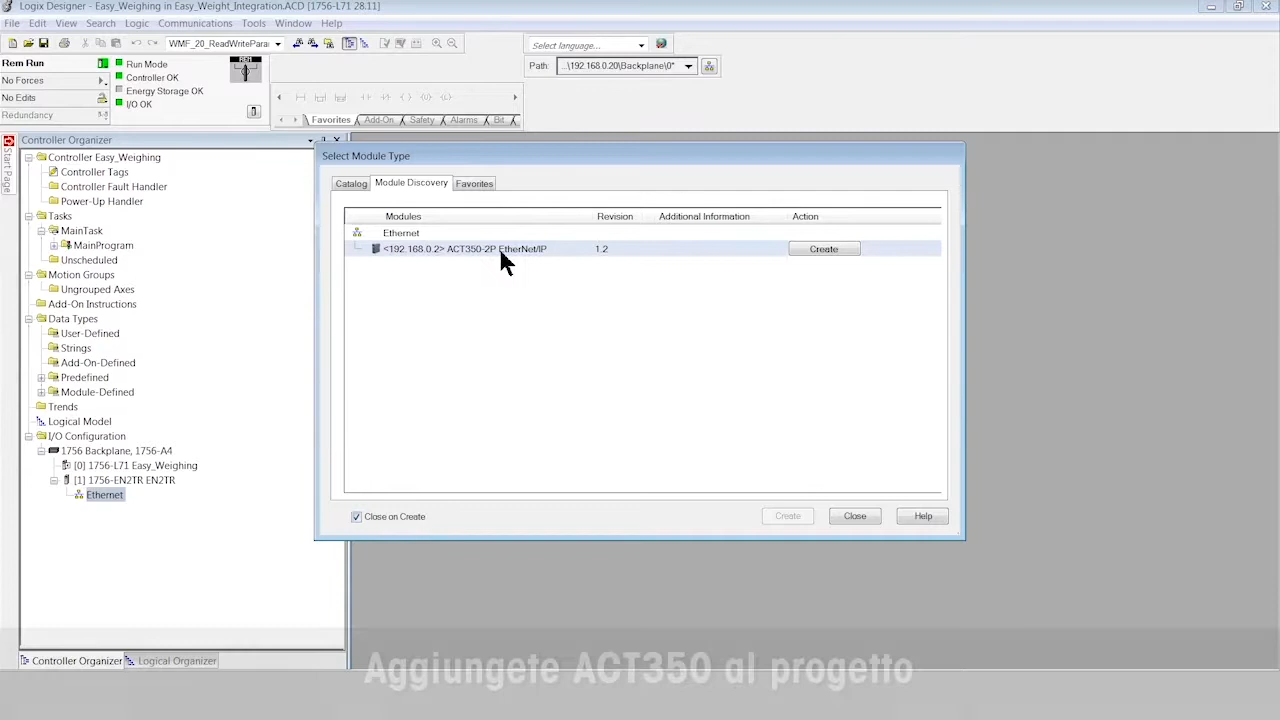 Logix Designer - Easy_Weighing in Easy_Weight_Integration.ACD [1756-L71 28.11]
File Edit View Search Logic Communications Tools Window Help
WMF_20_ReadWritePara
Select language...
Rem Run
Run Mode
Path: ...\192.168.0.20\Backplane\0*
No Forces
Controller OK
Energy Storage OK
No Edits
I/O OK
Redundancy
Favorites Add-On Safety Alarms Bit
Start Page
Controller Organizer
Controller Easy_Weighing
Controller Tags
Controller Fault Handler
Power-Up Handler
Tasks
MainTask
MainProgram
Unscheduled
Motion Groups
Ungrouped Axes
Add-On Instructions
Data Types
User-Defined
Strings
Add-On-Defined
Predefined
Module-Defined
Trends
Logical Model
I/O Configuration
1756 Backplane, 1756-A4
[0] 1756-L71 Easy_Weighing
[1] 1756-EN2TR EN2TR
Ethernet
Controller Organizer Logical Organizer
Select Module Type
Catalog Module Discovery Favorites
Modules Revision Additional Information Action
Ethernet
<192.168.0.2> ACT350-2P EtherNet/IP 1.2 Create
Close on Create Create Close Help
Aggiungete ACT350 al progetto